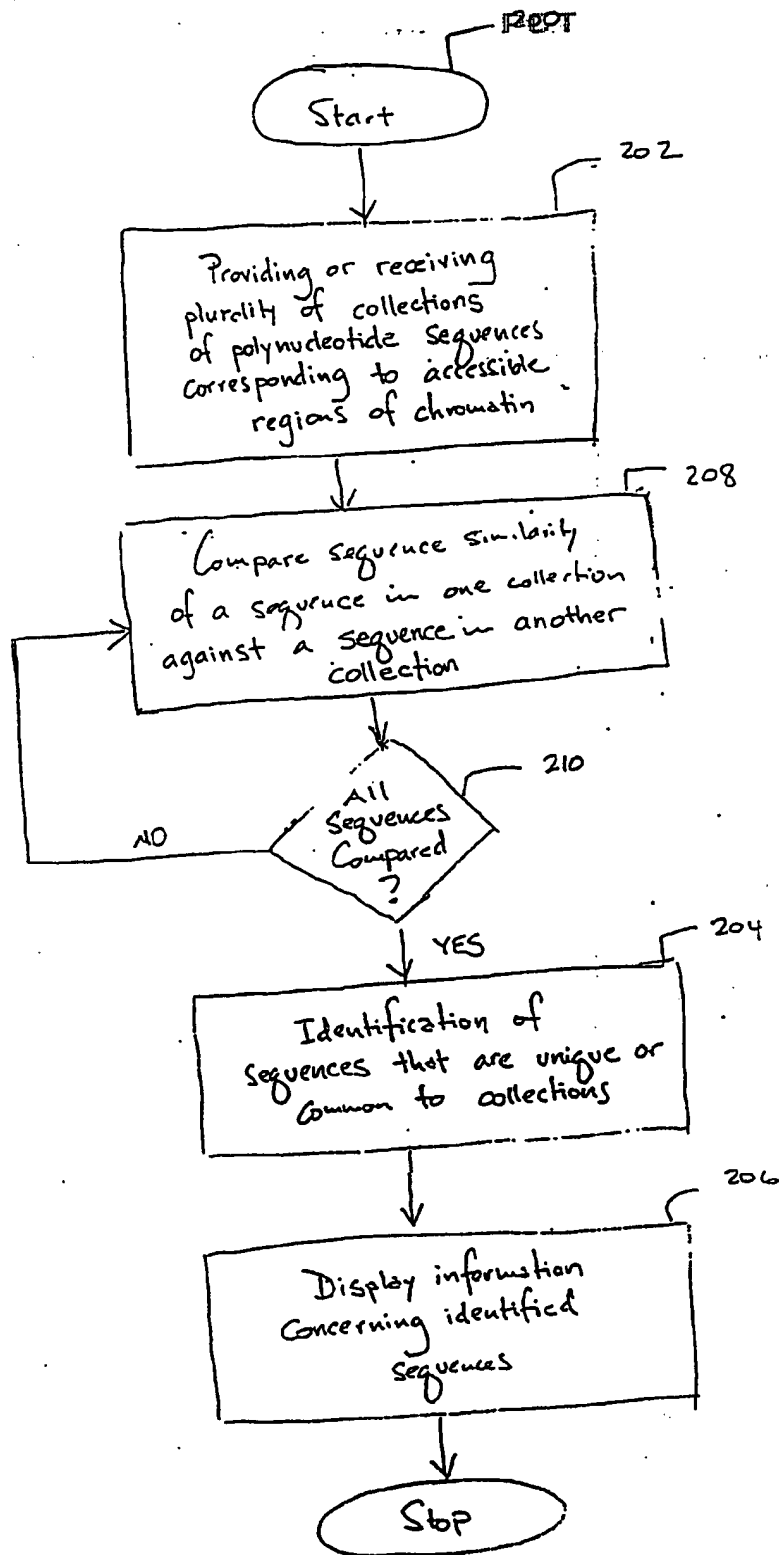 Start
202
Providing or receiving
plurality of collections
of polynucleotide sequences
corresponding to accessible
regions of chromatin
208
Compare sequence similarity
of a sequence in one collection
against a sequence in another
collection
210
All
Sequences
Compared
?
NO
YES
204
Identification of
sequences that are unique or
common to collections
206
Display information
concerning identified
sequences
Stop